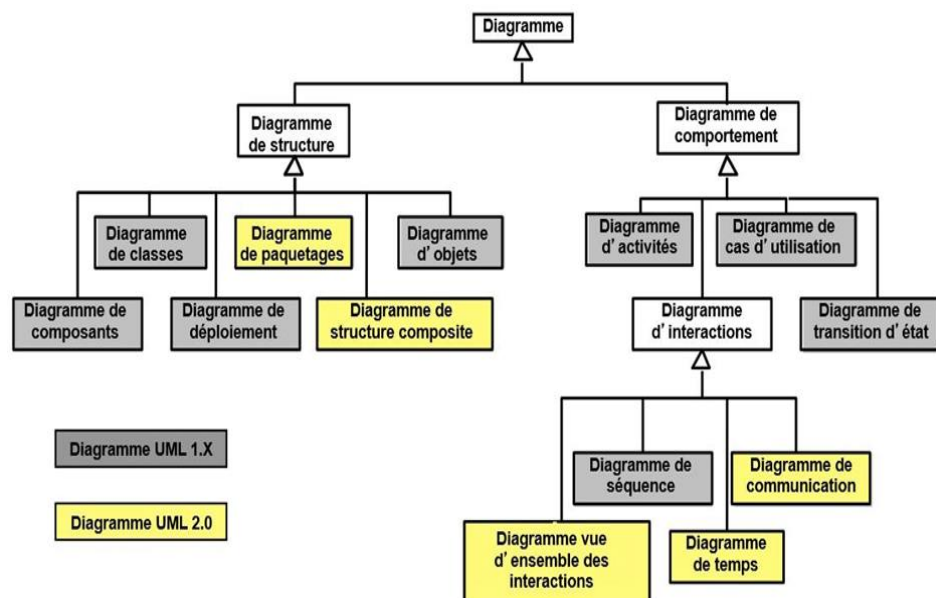 Diagramme
Diagramme
de structure
Diagramme de
comportement
Diagramme
de classes
Diagramme
de paquetages
Diagramme
d'objets
Diagramme
d'activités
Diagramme de
cas d'utilisation
Diagramme de
composants
Diagramme de
déploiement
Diagramme de
structure composite
Diagramme
d'interactions
Diagramme de
transition d'état
Diagramme UML 1.X
Diagramme UML 2.0
Diagramme de
séquence
Diagramme de
communication
Diagramme vue
d'ensemble des
interactions
Diagramme
de temps